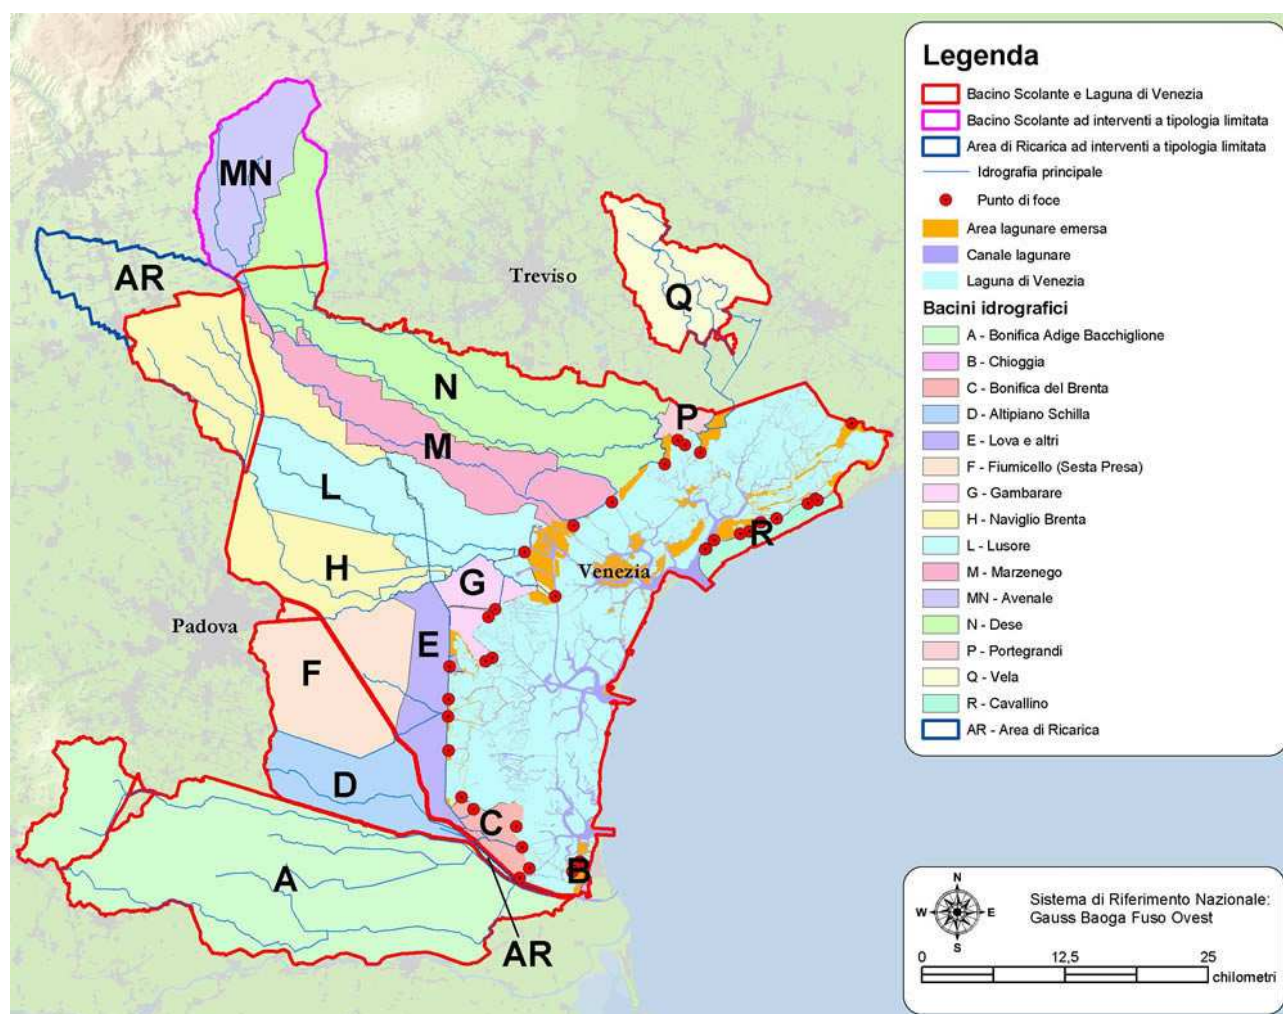 MN
AR
Treviso
Q
N
P
M
L
R
Venezia
H
G
Padova
E
F
D
C
B
A
AR
Legenda
Bacino Scolante e Laguna di Venezia
Bacino Scolante ad interventi a tipologia limitata
Area di Ricarica ad interventi a tipologia limitata
Idrografia principale
Punto di foce
Area lagunare emersa
Canale lagunare
Laguna di Venezia
Bacini idrografici
A - Bonifica Adige Bacchiglione
B - Chioggia
C - Bonifica del Brenta
D - Altipiano Schilla
E - Lova e altri
F - Fiumicello (Sesta Presa)
G - Gambarare
H - Naviglio Brenta
L - Lusore
M - Marzenego
MN - Avenale
N - Dese
P - Portegrandi
Q - Vela
R - Cavallino
AR - Area di Ricarica
N
W E
S
Sistema di Riferimento Nazionale:
Gauss Baoga Fuso Ovest
0 12,5 25
chilometri